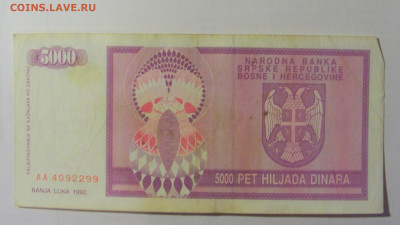 COINS.LAVE.RU
5000
NARODNA BANKA
SRPSKE REPUBLIKE
BOSNE I HERCEGOVINE
AA 4092299
BANJA LUKA 1992.
5000 PET HILJADA DINARA